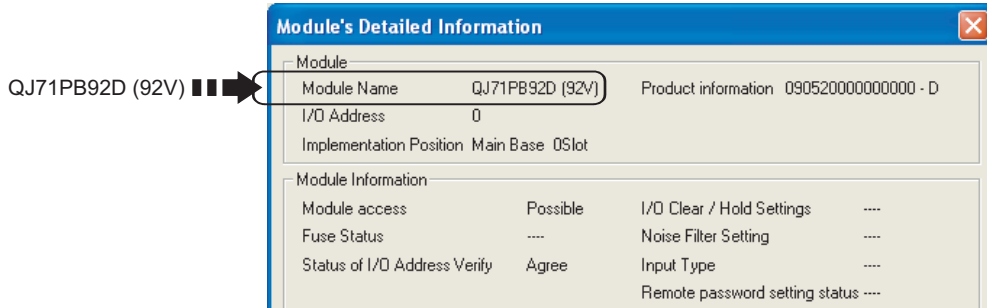 Module's Detailed Information
Module
QJ71PB92D (92V)
Module Name QJ71PB92D (92V) Product information 090520000000000 - D
I/O Address 0
Implementation Position Main Base 0Slot
Module Information
Module access Possible I/O Clear / Hold Settings ----
Fuse Status ---- Noise Filter Setting ----
Status of I/O Address Verify Agree Input Type ----
Remote password setting status ----